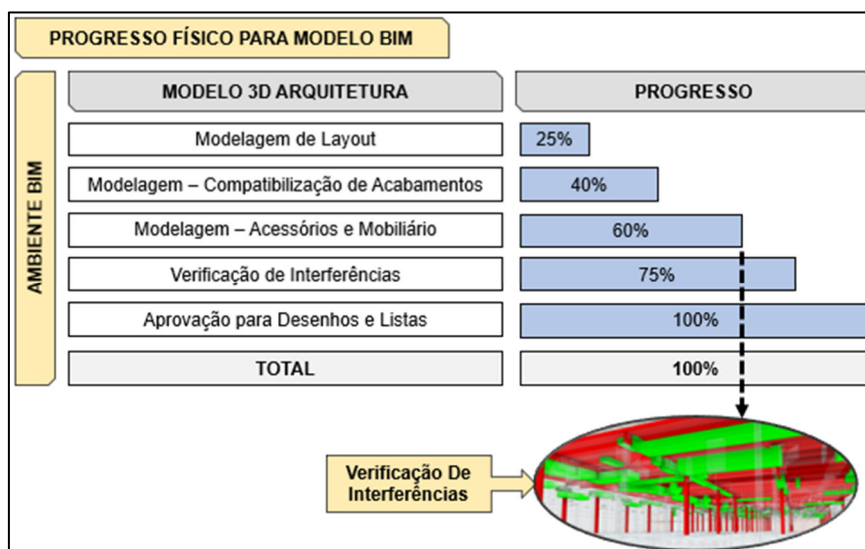 PROGRESSO FÍSICO PARA MODELO BIM
AMBIENTE BIM
MODELO 3D ARQUITETURA
PROGRESSO
Modelagem de Layout
25%
Modelagem – Compatibilização de Acabamentos
40%
Modelagem – Acessórios e Mobiliário
60%
Verificação de Interferências
75%
Aprovação para Desenhos e Listas
100%
TOTAL
100%
Verificação De
Interferências